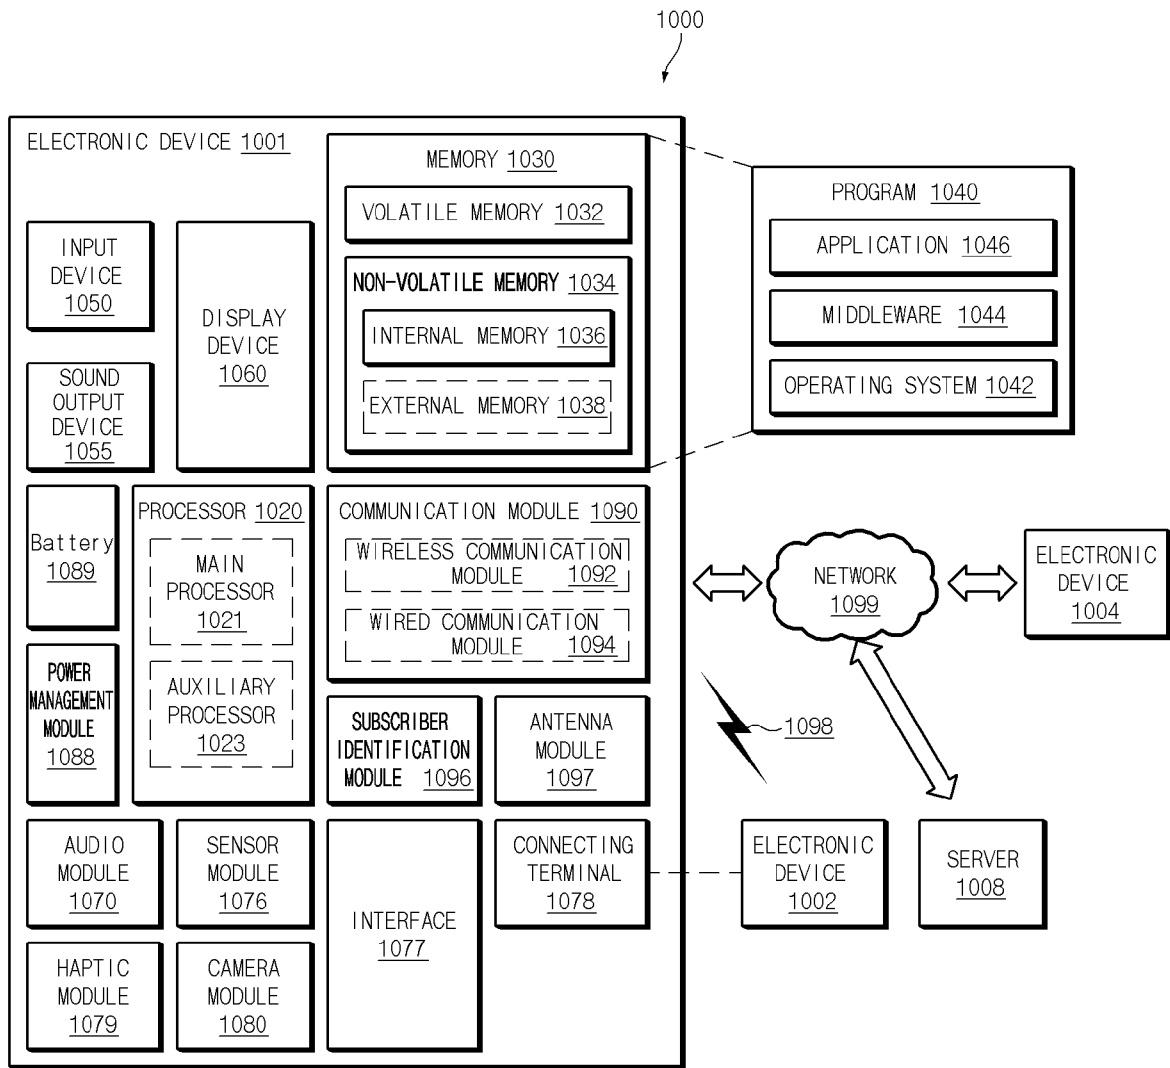 1000
ELECTRONIC DEVICE 1001
MEMORY 1030
VOLATILE MEMORY 1032
NON-VOLATILE MEMORY 1034
INTERNAL MEMORY 1036
EXTERNAL MEMORY 1038
PROGRAM 1040
APPLICATION 1046
MIDDLEWARE 1044
OPERATING SYSTEM 1042
INPUT
DEVICE
1050
DISPLAY
DEVICE
1060
SOUND
OUTPUT
DEVICE
1055
Battery
1089
PROCESSOR 1020
MAIN
PROCESSOR
1021
AUXILIARY
PROCESSOR
1023
COMMUNICATION MODULE 1090
WIRELESS COMMUNICATION
MODULE 1092
WIRED COMMUNICATION
MODULE 1094
NETWORK
1099
ELECTRONIC
DEVICE
1004
POWER
MANAGEMENT
MODULE
1088
SUBSCRIBER
IDENTIFICATION
MODULE 1096
ANTENNA
MODULE
1097
1098
AUDIO
MODULE
1070
SENSOR
MODULE
1076
INTERFACE
1077
CONNECTING
TERMINAL
1078
ELECTRONIC
DEVICE
1002
SERVER
1008
HAPTIC
MODULE
1079
CAMERA
MODULE
1080